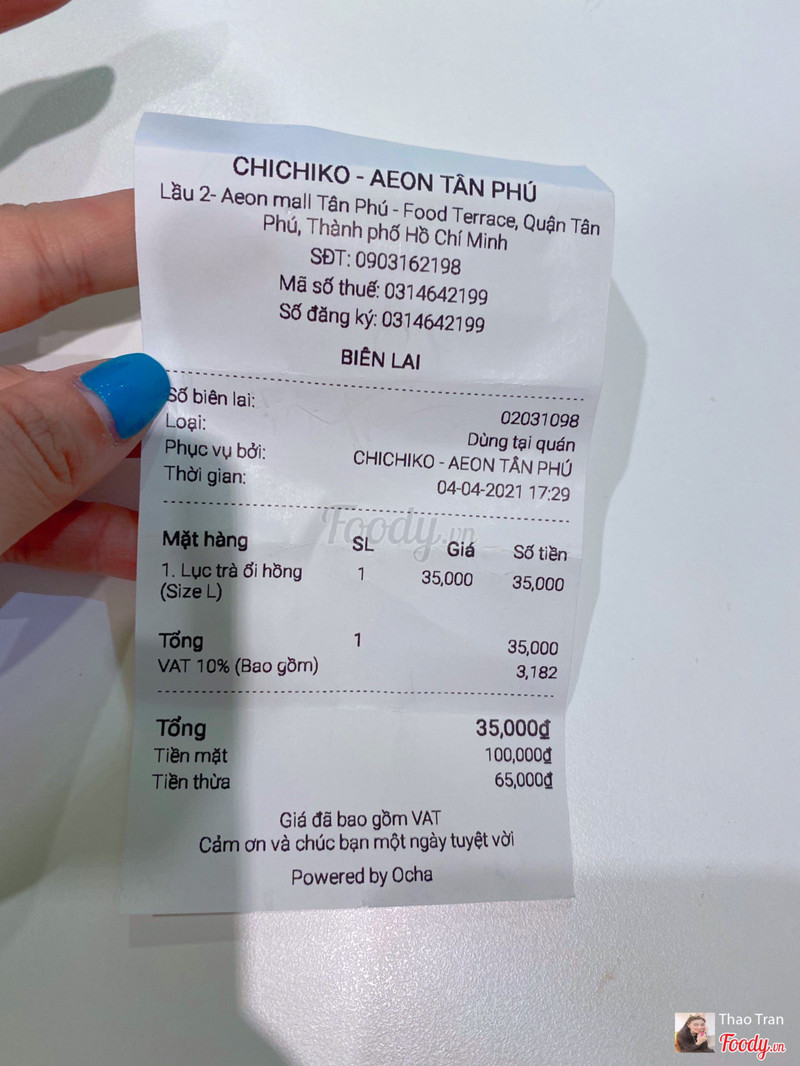 CHICHIKO - AEON TÂN PHÚ
Lầu 2- Aeon mall Tân Phú - Food Terrace, Quận Tân
Phú, Thành phố Hồ Chí Minh
SĐT: 0903162198
Mã số thuế: 0314642199
Số đăng ký: 0314642199
BIÊN LAI
Số biên lai: 02031098
Loại: Dùng tại quán
Phục vụ bởi: CHICHIKO - AEON TÂN PHÚ
Thời gian: 04-04-2021 17:29
Foody.vn
Mặt hàng SL Giá Số tiền
1. Lục trà ổi hồng 1 35,000 35,000
(Size L)
Tổng 1 35,000
VAT 10% (Bao gồm) 3,182
Tổng 35,000₫
Tiền mặt 100,000₫
Tiền thừa 65,000₫
Giá đã bao gồm VAT
Cảm ơn và chúc bạn một ngày tuyệt vời
Powered by Ocha
Thao Tran
Foody.vn